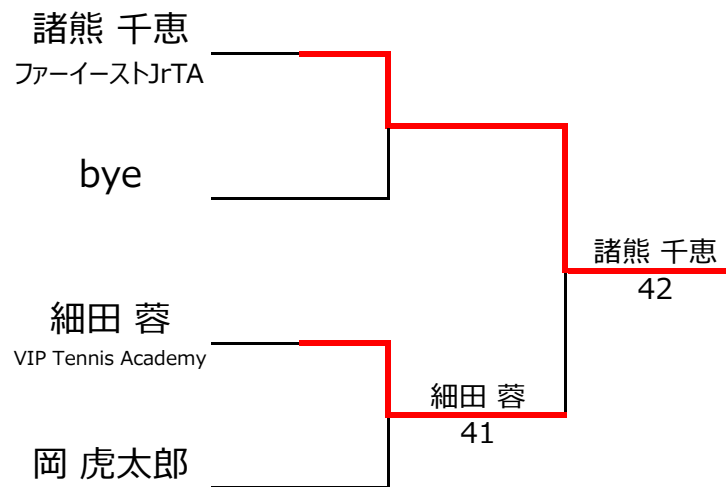 諸熊 千恵
ファーイーストJrTA
bye
諸熊 千恵
42
細田 蓉
VIP Tennis Academy
細田 蓉
41
岡 虎太郎